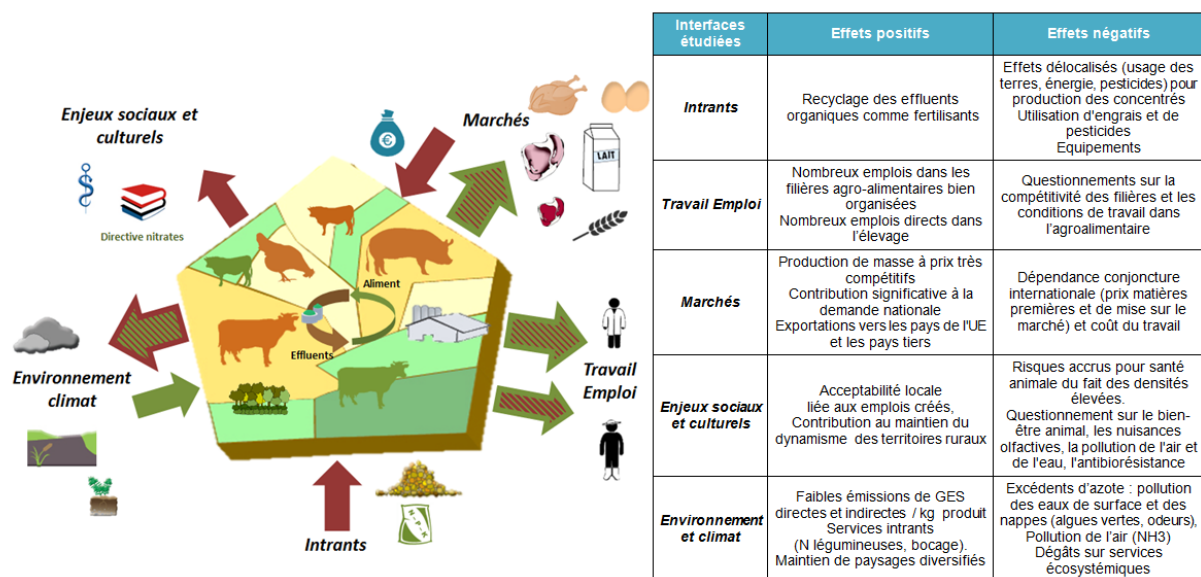 Enjeux sociaux et
culturels
Directive nitrates
Marchés
€
LAIT
Aliment
Effluents
Environnement
climat
Travail
Emploi
Intrants
N P K
Interfaces
étudiées
Effets positifs
Effets négatifs
Intrants
Recyclage des effluents
organiques comme fertilisants
Effets délocalisés (usage des
terres, énergie, pesticides) pour
production des concentrés
Utilisation d'engrais et de
pesticides
Equipements
Travail Emploi
Nombreux emplois dans les
filières agro-alimentaires bien
organisées
Nombreux emplois directs dans
l'élevage
Questionnements sur la
compétitivité des filières et les
conditions de travail dans
l'agroalimentaire
Marchés
Production de masse à prix très
compétitifs
Contribution significative à la
demande nationale
Exportations vers les pays de l'UE
et les pays tiers
Dépendance conjoncture
internationale (prix matières
premières et de mise sur le
marché) et coût du travail
Enjeux sociaux
et culturels
Acceptabilité locale
liée aux emplois créés,
Contribution au maintien du
dynamisme des territoires ruraux
Risques accrus pour santé
animale du fait des densités
élevées.
Questionnement sur le bien-
être animal, les nuisances
olfactives, la pollution de l'air et
de l'eau, l'antibiorésistance
Environnement
et climat
Faibles émissions de GES
directes et indirectes / kg produit
Services intrants
(N légumineuses, bocage).
Maintien de paysages diversifiés
Excédents d'azote : pollution
des eaux de surface et des
nappes (algues vertes, odeurs),
Pollution de l'air (NH3)
Dégâts sur services
écosystémiques